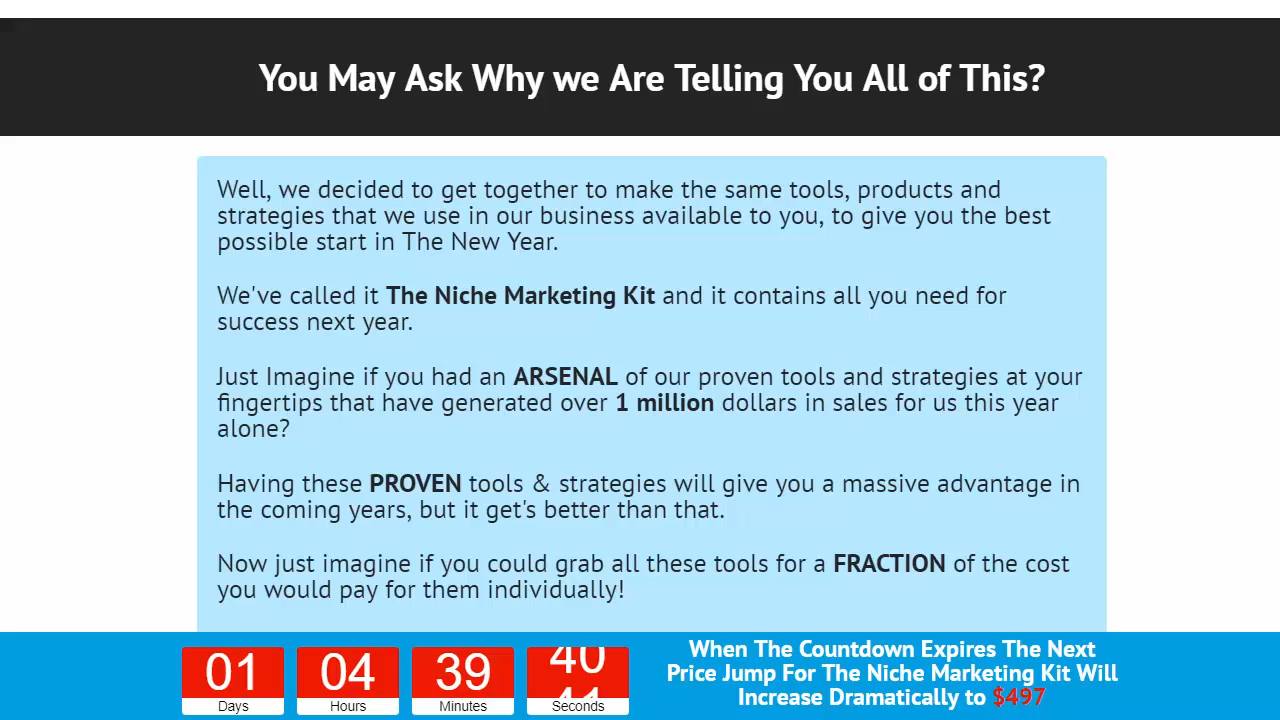 You May Ask Why we Are Telling You All of This?
Well, we decided to get together to make the same tools, products and
strategies that we use in our business available to you, to give you the best
possible start in The New Year.
We've called it The Niche Marketing Kit and it contains all you need for
success next year.
Just Imagine if you had an ARSENAL of our proven tools and strategies at your
fingertips that have generated over 1 million dollars in sales for us this year
alone?
Having these PROVEN tools & strategies will give you a massive advantage in
the coming years, but it get's better than that.
Now just imagine if you could grab all these tools for a FRACTION of the cost
you would pay for them individually!
01 04 39 40
41
Days Hours Minutes Seconds
When The Countdown Expires The Next
Price Jump For The Niche Marketing Kit Will
Increase Dramatically to $497